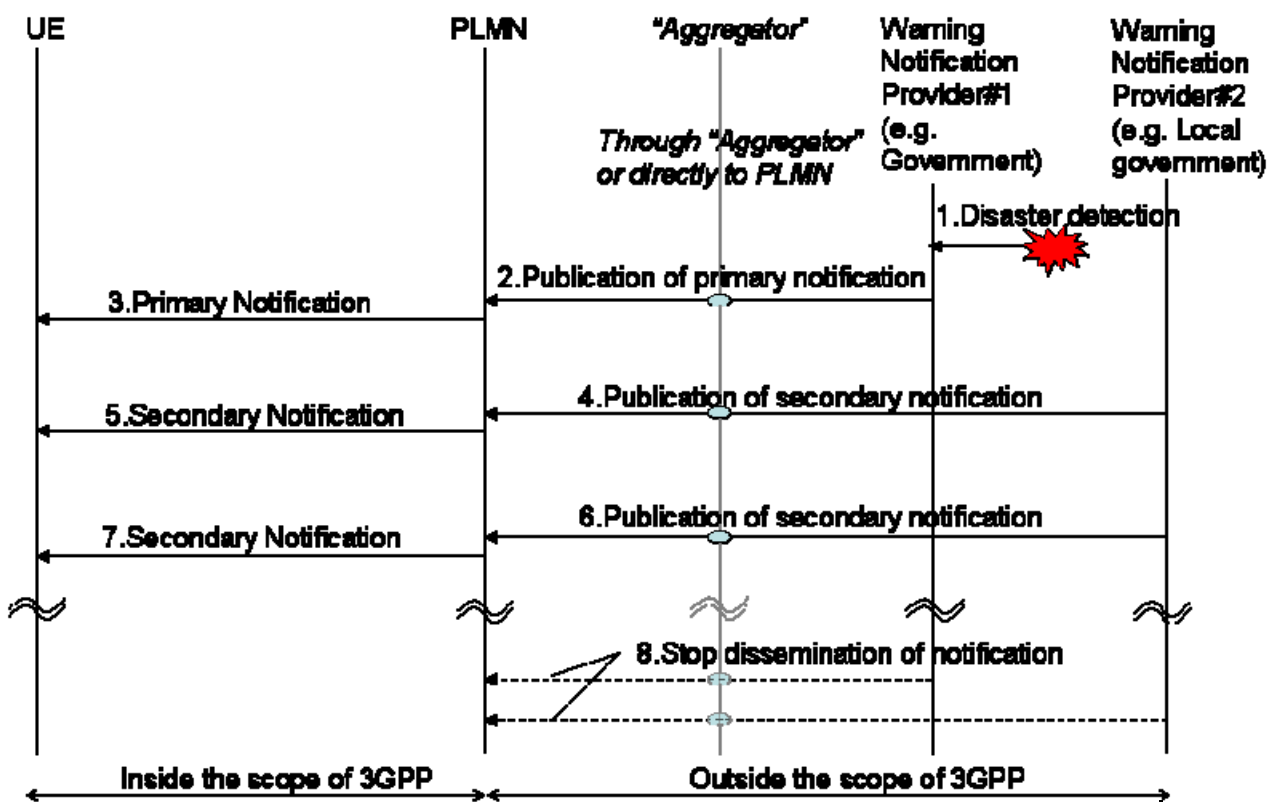 UE
PLMN
"Aggregator"
Warning
Notification
Provider#1
(e.g.
Government)
Warning
Notification
Provider#2
(e.g. Local
government)
Through "Aggregator"
or directly to PLMN
1.Disaster detection
2.Publication of primary notification
3.Primary Notification
4.Publication of secondary notification
5.Secondary Notification
6.Publication of secondary notification
7.Secondary Notification
8.Stop dissemination of notification
Inside the scope of 3GPP
Outside the scope of 3GPP